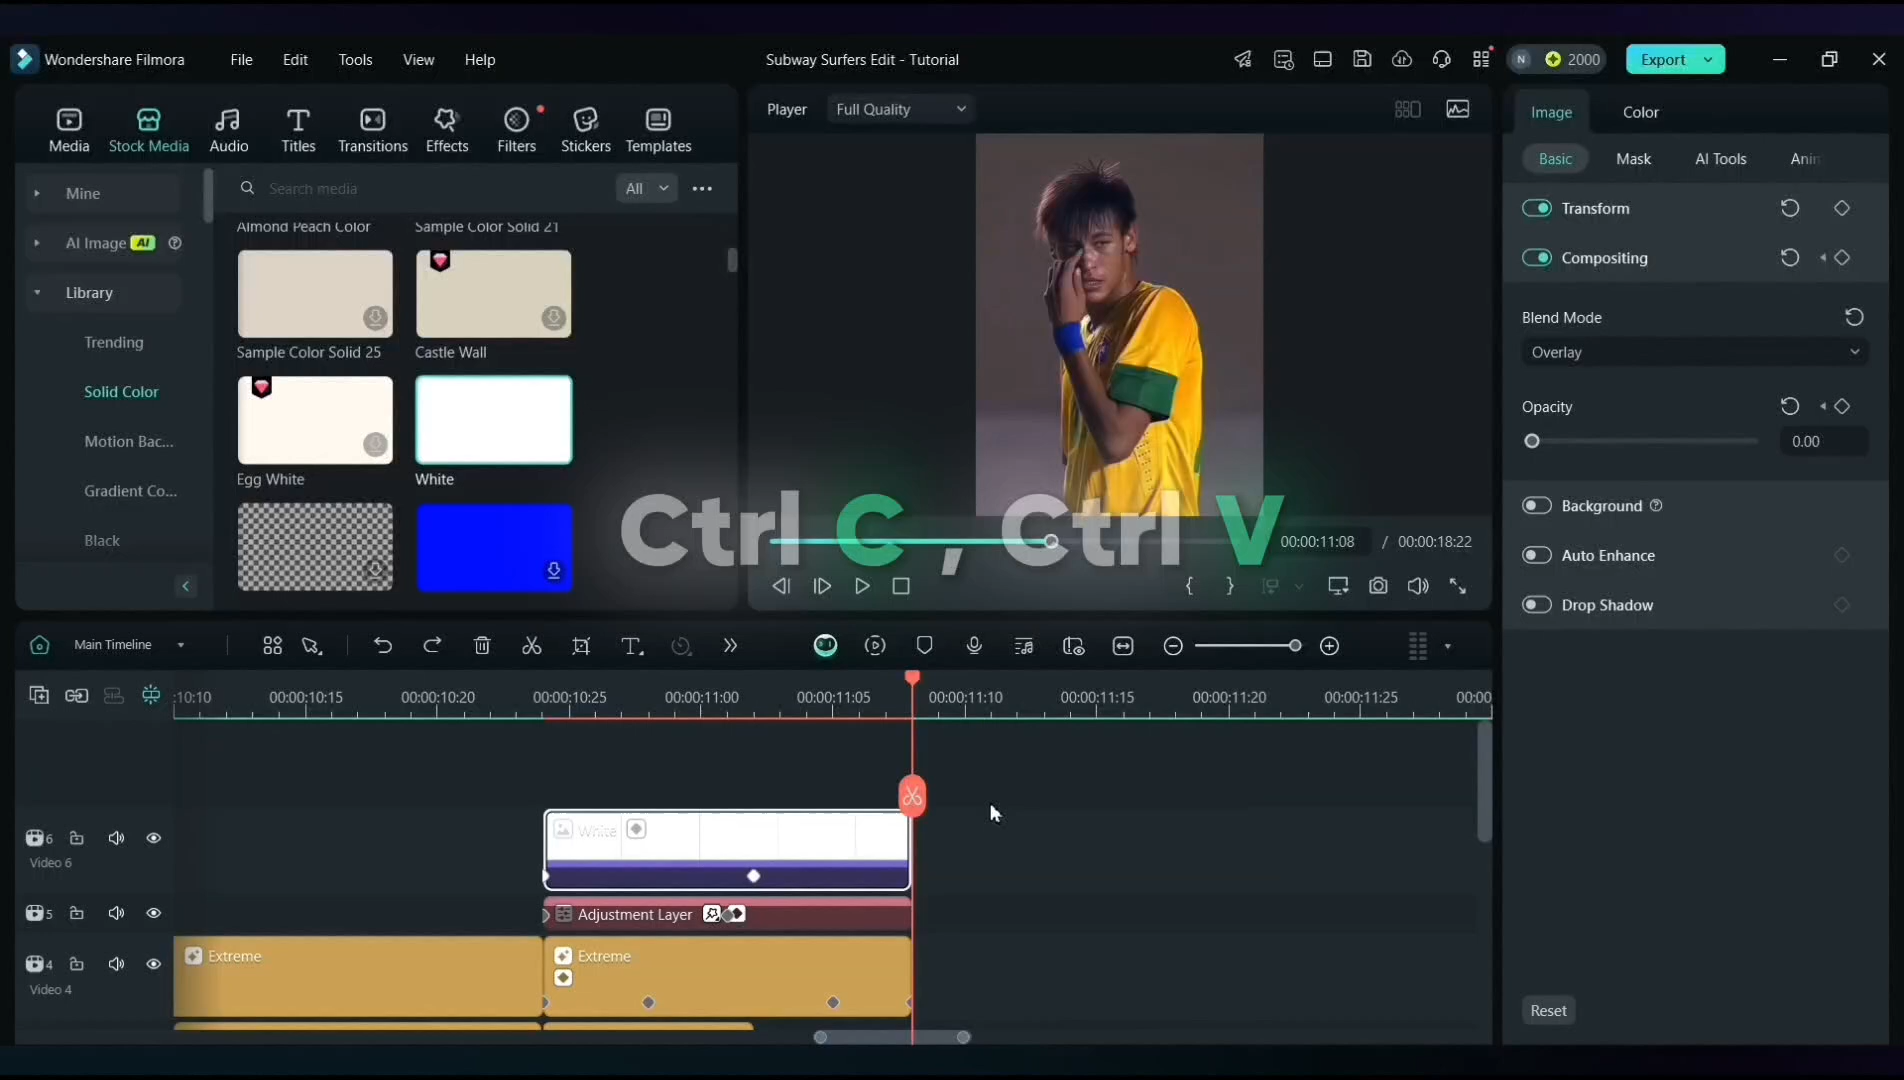 Wondershare Filmora File Edit Tools View Help Subway Surfers Edit - Tutorial N 2000 Export
Media Stock Media Audio Titles Transitions Effects Filters Stickers Templates
Player Full Quality
Image Color
Basic Mask AI Tools Anim
Mine
Search media All
AI Image AI
Library
Trending
Solid Color
Motion Bac...
Gradient Co...
Black
Almond Peach Color Sample Color Solid 21
Sample Color Solid 25 Castle Wall
Egg White White
Transform
Compositing
Blend Mode
Overlay
Opacity
0.00
Background
Auto Enhance
Drop Shadow
Reset
Ctrl C , Ctrl V
00:00:11:08 / 00:00:18:22
Main Timeline
:10:10 00:00:10:15 00:00:10:20 00:00:10:25 00:00:11:00 00:00:11:05 00:00:11:10 00:00:11:15 00:00:11:20 00:00:11:25 00:00
6
Video 6
White
5
Adjustment Layer
4
Video 4
Extreme Extreme